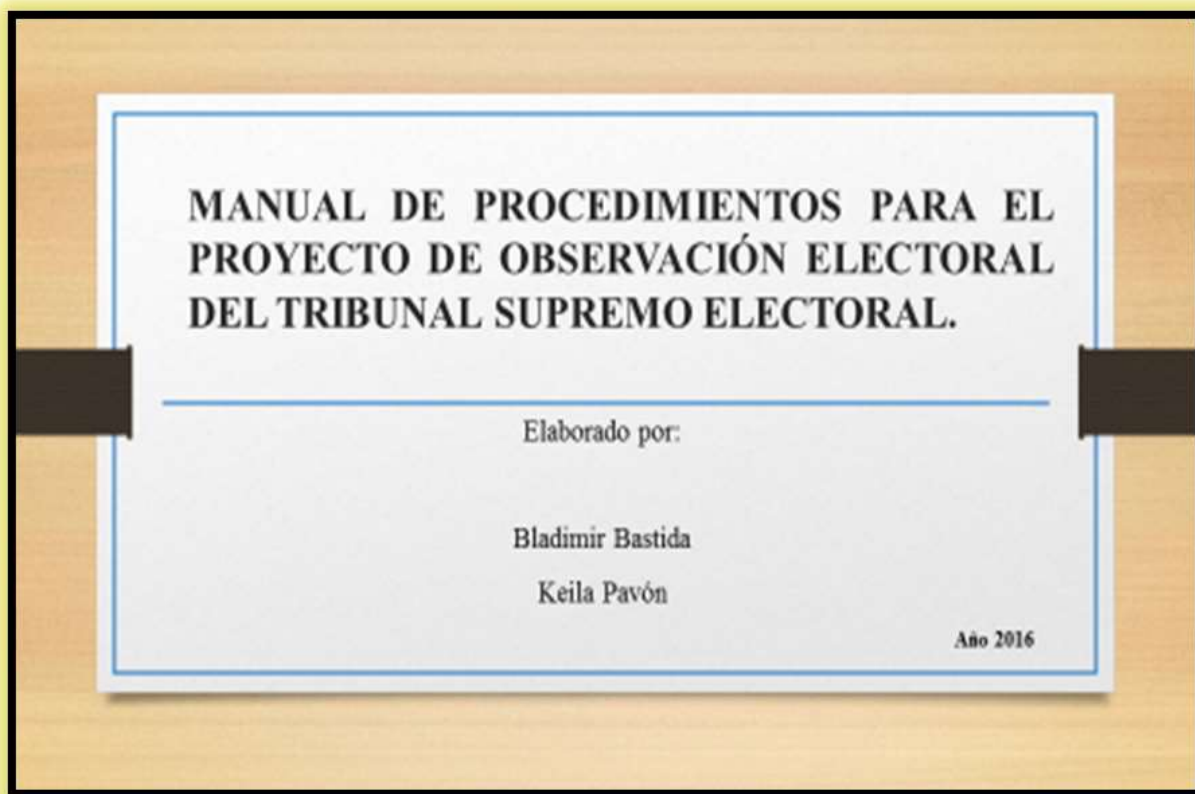 MANUAL DE PROCEDIMIENTOS PARA EL
PROYECTO DE OBSERVACIÓN ELECTORAL
DEL TRIBUNAL SUPREMO ELECTORAL.
Elaborado por:
Bladimir Bastida
Keila Pavón
Año 2016